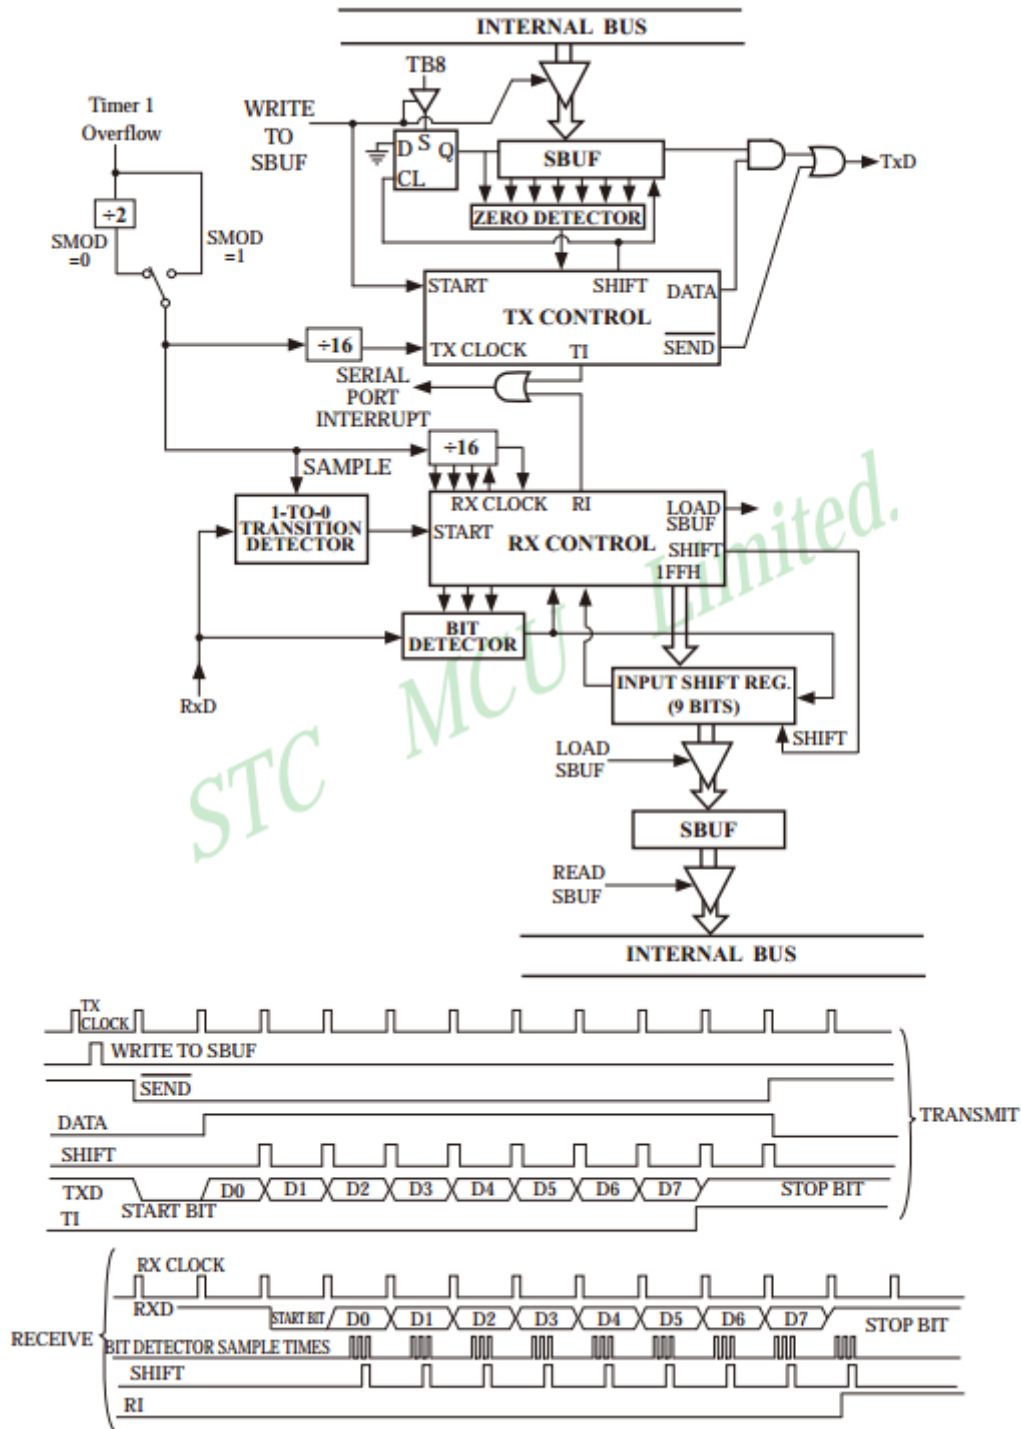 INTERNAL BUS
TB8
Timer 1
Overflow
WRITE
TO
SBUF
D S Q
CL
SBUF
TxD
÷2
ZERO DETECTOR
SMOD
=0
SMOD
=1
START
SHIFT
DATA
TX CONTROL
÷16
TX CLOCK
TI
SEND
SERIAL
PORT
INTERRUPT
÷16
SAMPLE
RX CLOCK
RI
LOAD
SBUF
1-TO-0
TRANSITION
DETECTOR
START
RX CONTROL
SHIFT
1FFH
BIT
DETECTOR
RxD
INPUT SHIFT REG.
(9 BITS)
SHIFT
LOAD
SBUF
SBUF
READ
SBUF
INTERNAL BUS
STC MCU Limited.
TX
CLOCK
WRITE TO SBUF
SEND
DATA
TRANSMIT
SHIFT
TXD
D0 D1 D2 D3 D4 D5 D6 D7
STOP BIT
START BIT
TI
RX CLOCK
RXD
START BIT D0 D1 D2 D3 D4 D5 D6 D7
STOP BIT
RECEIVE
BIT DETECTOR SAMPLE TIMES
SHIFT
RI